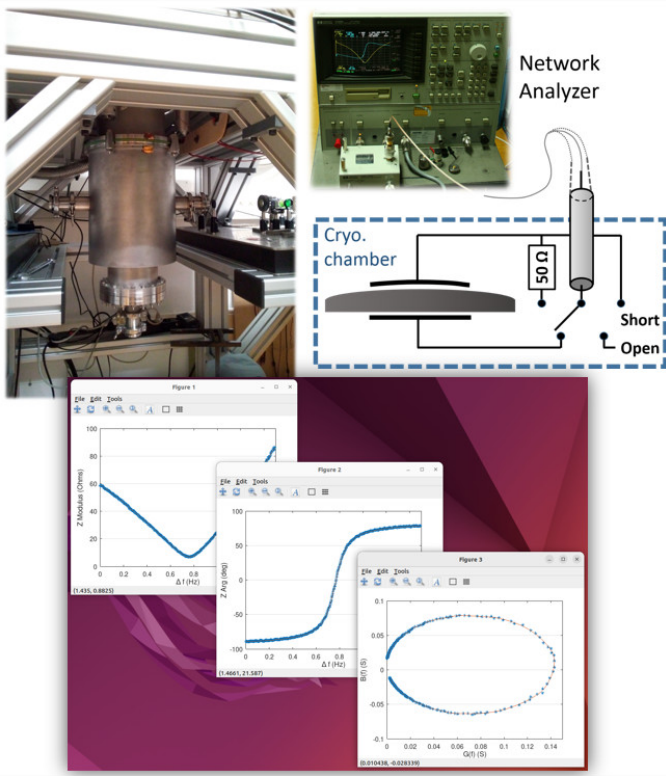 Network
Analyzer
Cryo.
chamber
50 Ω
Short
Open
Figure 1
File Edit Tools
100
80
60
40
20
0
Z Modulus (Ohms)
0 0.2 0.4 0.6 0.8
Δ f (Hz)
(1.435, 0.8825)
Figure 2
File Edit Tools
100
50
0
-50
-100
Z Arg (deg)
0 0.2 0.4 0.6 0.8
Δ f (Hz)
(1.4661, 21.587)
Figure 3
File Edit Tools
0.1
0.05
0
-0.05
-0.1
B(f) (S)
0 0.02 0.04 0.06 0.08 0.1 0.12 0.14
G(f) (S)
(0.010438, -0.028339)